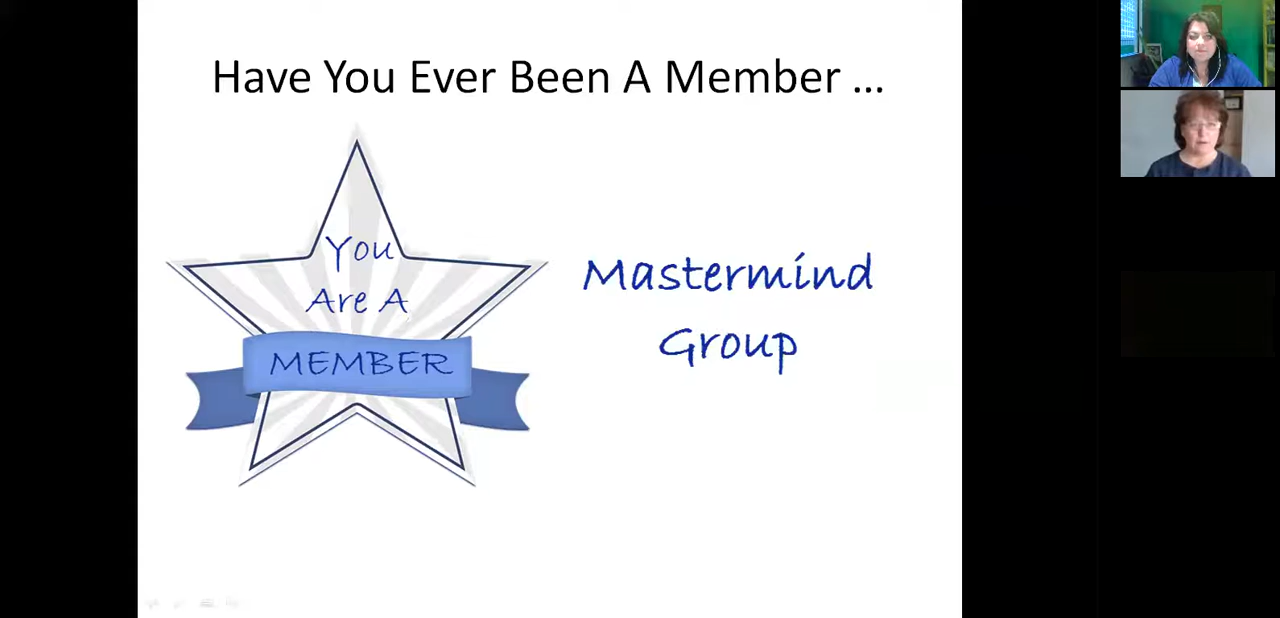 Have You Ever Been A Member ...
You
Are A
MEMBER
Mastermind
Group